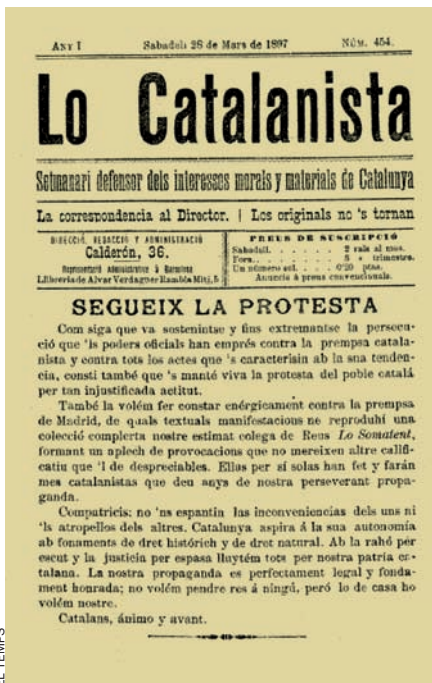 ANY I
Sabadell 28 de Mars de 1897
NÚM. 454.
Lo Catalanista
Setmanari defensor dels interessos morals y materials de Catalunya
La correspondencia al Director. | Los originals no 's tornan
DIRECCIÓ, REDACCIÓ Y ADMINISTRACIÓ
Calderón, 36.
Representació administrativa á Barcelona
Llibreria de Alvar Verdaguer Rambla Mitj, 5
PREUS DE SUSCRIPCIÓ
Sabadell. . . . . . 2 rals al mes.
Fora. . . . . . . 8 » trimestre.
Un número sol. . . . 0'20 ptas.
Anuncis á preus convencionals.
SEGUEIX LA PROTESTA
Com siga que va sostenintse y fins extremantse la persecu-
ció que 'ls poders oficials han emprés contra la prempsa catala-
nista y contra tots los actes que 's caracterisin ab la sua tenden-
cia, consti també que 's manté viva la protesta del poble catalá
per tan injustificada actitut.
També la volém fer constar enérgicament contra la prempsa
de Madrid, de quals textuals manifestacions ne reproduhí una
colecció complerta nostre estimat colega de Reus Lo Somatent,
formant un aplech de provocacions que no mereixen altre califi-
catiu que 'l de despreciables. Ellas per sí solas han fet y farán
mes catalanistas que deu anys de nostra perseverant propa-
ganda.
Compatricis: no 'ns espantin las inconveniencias dels uns ni
'ls atropellos dels altres. Catalunya aspira á la sua autonomía
ab fonaments de dret histórich y de dret natural. Ab la rahó per
escut y la justicia per espasa lluytém tots per nostra patria ca-
talana. La nostra propaganda es perfectament legal y fonda-
ment honrada; no volém pendre res á ningú, peró lo de casa ho
volém nostre.
Catalans, ánimo y avant.
EL TEMPS